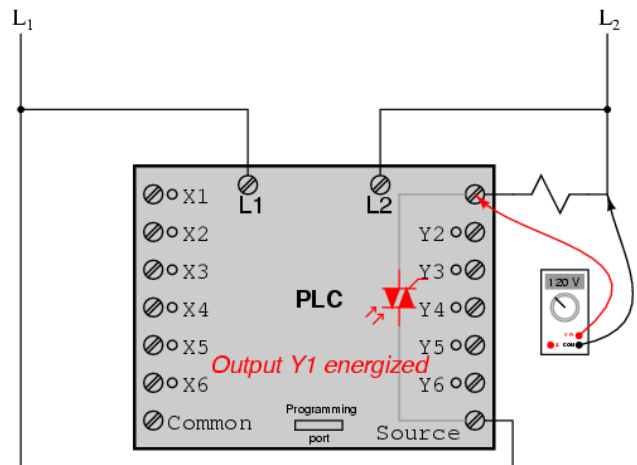 L1 L2
L1 L2
X1
X2
X3
X4
X5
X6
Common
PLC
Output Y1 energized
Programming
port
Y2
Y3
Y4
Y5
Y6
Source
120 V
A COM